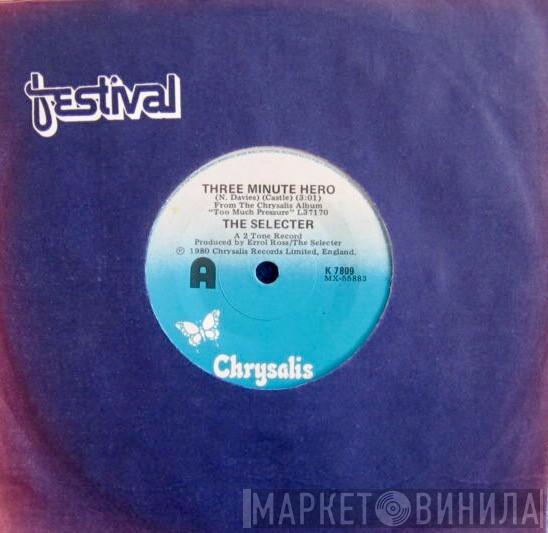 festival
THREE MINUTE HERO
(N. Davies) (Castle) (3:01)
From The Chrysalis Album
"Too Much Pressure" L37170
THE SELECTER
A 2 Tone Record
Produced by Errol Ross/The Selecter
℗ 1980 Chrysalis Records Limited, England.
A
K 7809
MX-55883
Chrysalis
МАРКЕТ ВИНИЛА